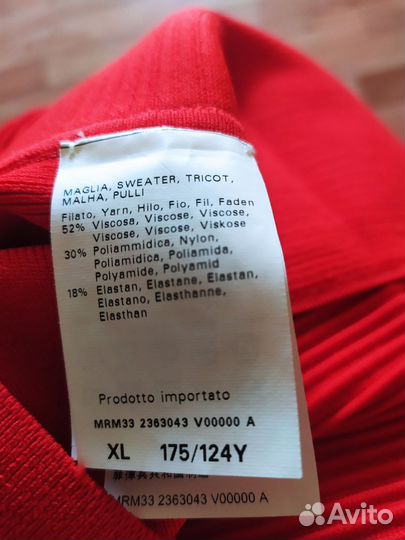 MAGLIA, SWEATER, TRICOT,
MALHA, PULLI
Filato, Yarn, Hilo, Fio, Fil, Faden
52% Viscosa, Viscose, Viscose,
Viscosa, Viscose, Viskose
30% Poliammidica, Nylon,
Poliamidica, Poliamida,
Polyamide, Polyamid
18% Elastan, Elastane, Elastan,
Elastano, Elasthanne,
Elasthan
Prodotto importato
MRM33 2363043 V00000 A
XL 175/124Y
MRM33 2363043 V00000 A
Avito